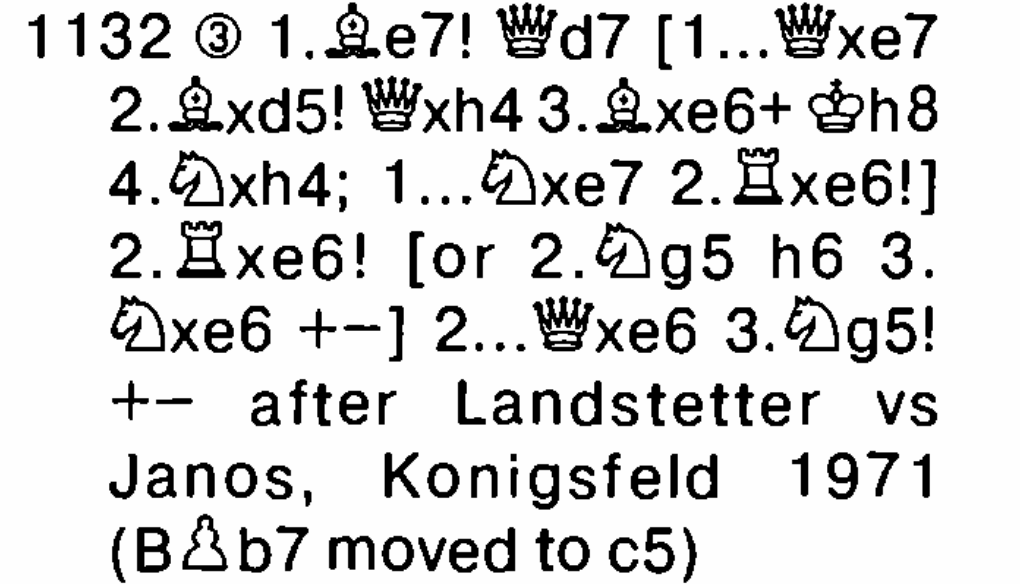 1132 ③ 1.♗e7! ♕d7 [1...♕xe7
2.♗xd5! ♕xh4 3.♗xe6+ ♔h8
4.♘xh4; 1...♘xe7 2.♖xe6!]
2.♖xe6! [or 2.♘g5 h6 3.
♘xe6 +−] 2...♕xe6 3.♘g5!
+− after Landstetter vs
Janos, Konigsfeld 1971
(B♙b7 moved to c5)